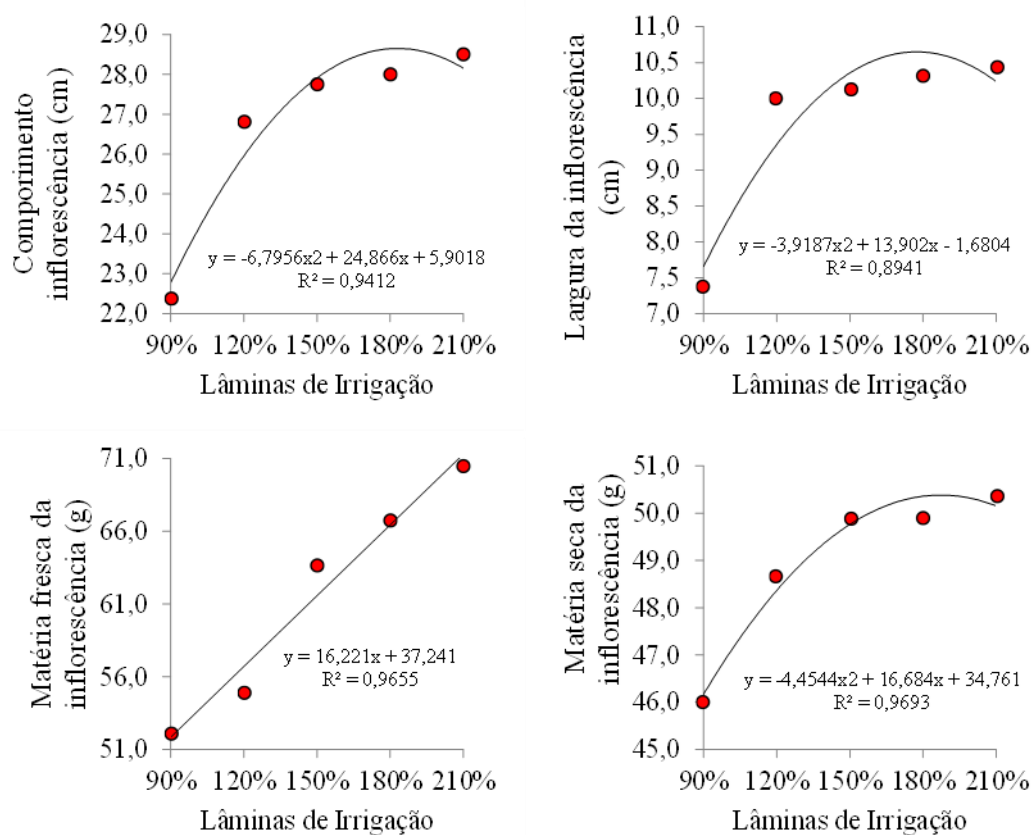 Comporimento
inflorescência (cm)
29,0
28,0
27,0
26,0
25,0
24,0
23,0
22,0
y = -6,7956x2 + 24,866x + 5,9018
R² = 0,9412
90% 120% 150% 180% 210%
Lâminas de Irrigação
Largura da inflorescência
(cm)
11,0
10,5
10,0
9,5
9,0
8,5
8,0
7,5
7,0
y = -3,9187x2 + 13,902x - 1,6804
R² = 0,8941
90% 120% 150% 180% 210%
Lâminas de Irrigação
Matéria fresca da
inflorescência (g)
71,0
66,0
61,0
56,0
51,0
y = 16,221x + 37,241
R² = 0,9655
90% 120% 150% 180% 210%
Lâminas de Irrigação
Matéria seca da
inflorescência (g)
51,0
50,0
49,0
48,0
47,0
46,0
45,0
y = -4,4544x2 + 16,684x + 34,761
R² = 0,9693
90% 120% 150% 180% 210%
Lâminas de Irrigação